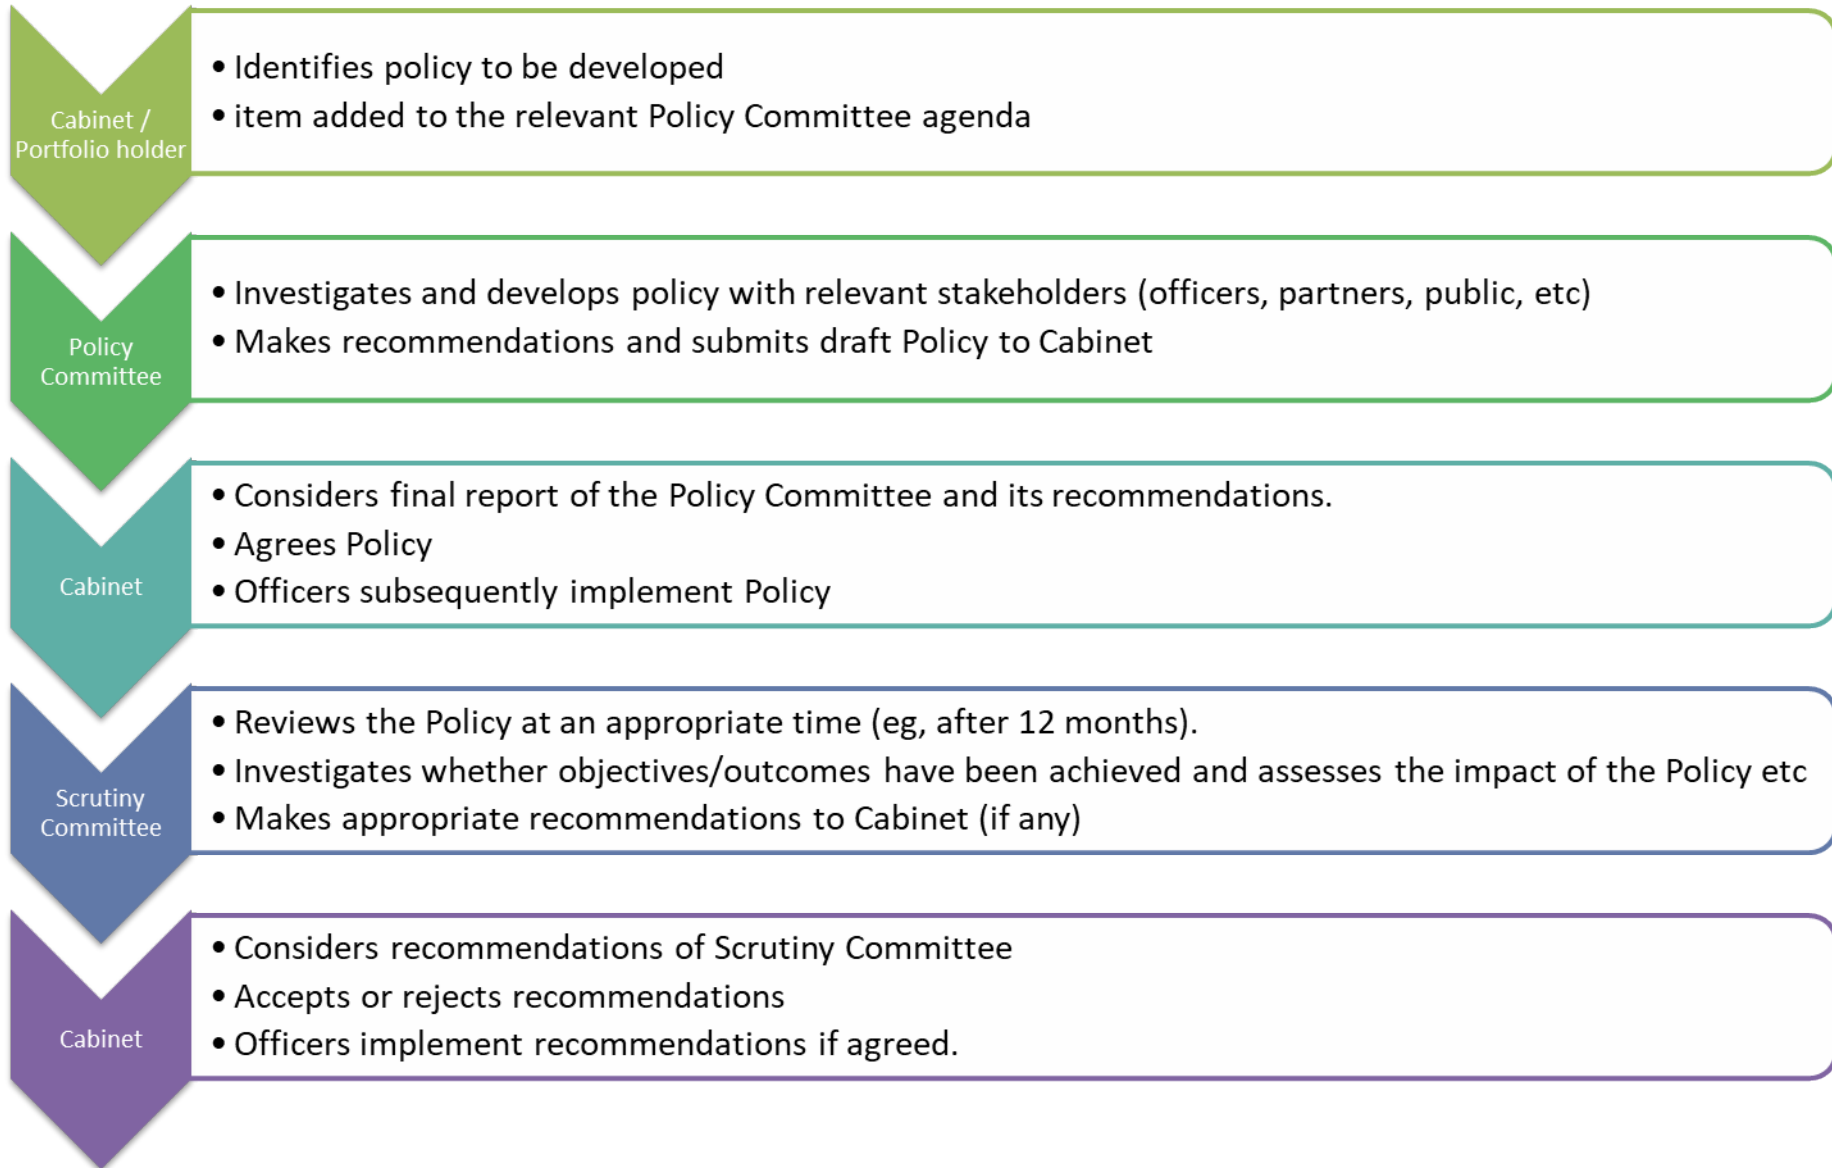 Cabinet /
Portfolio holder
• Identifies policy to be developed
• item added to the relevant Policy Committee agenda
Policy
Committee
• Investigates and develops policy with relevant stakeholders (officers, partners, public, etc)
• Makes recommendations and submits draft Policy to Cabinet
Cabinet
• Considers final report of the Policy Committee and its recommendations.
• Agrees Policy
• Officers subsequently implement Policy
Scrutiny
Committee
• Reviews the Policy at an appropriate time (eg, after 12 months).
• Investigates whether objectives/outcomes have been achieved and assesses the impact of the Policy etc
• Makes appropriate recommendations to Cabinet (if any)
Cabinet
• Considers recommendations of Scrutiny Committee
• Accepts or rejects recommendations
• Officers implement recommendations if agreed.